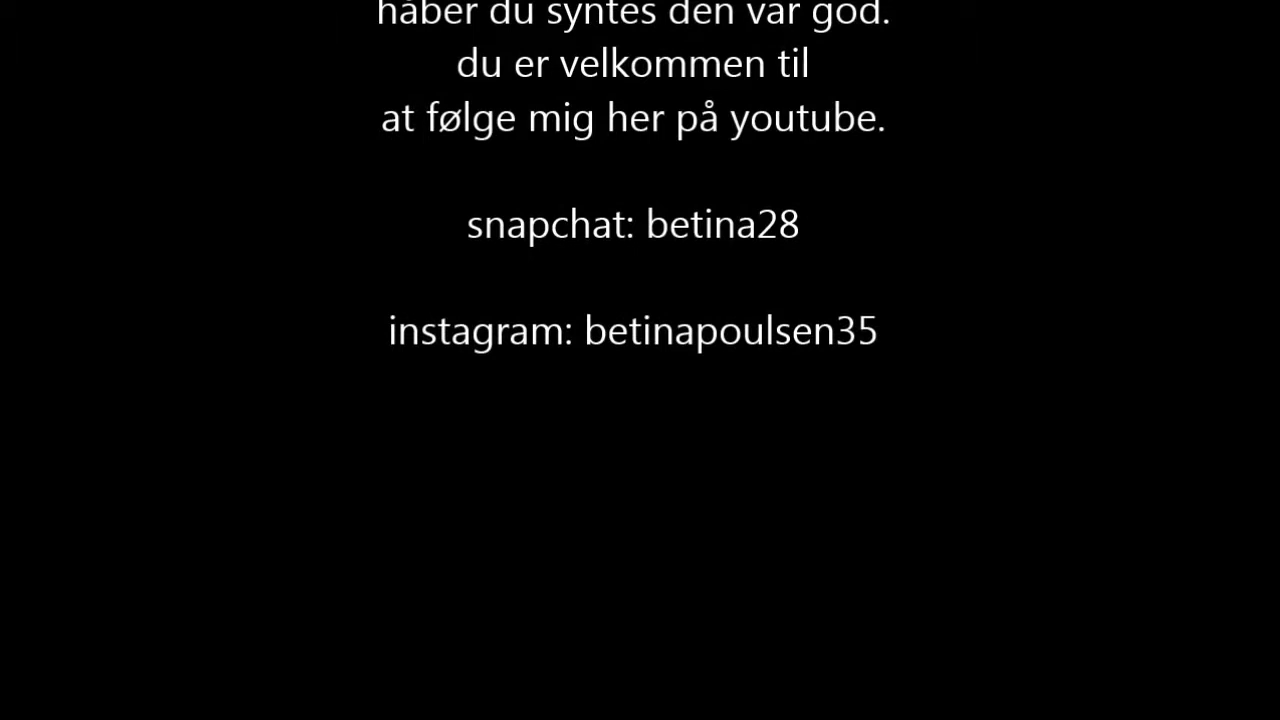 håber du syntes den var god.
du er velkommen til
at følge mig her på youtube.
snapchat: betina28
instagram: betinapoulsen35